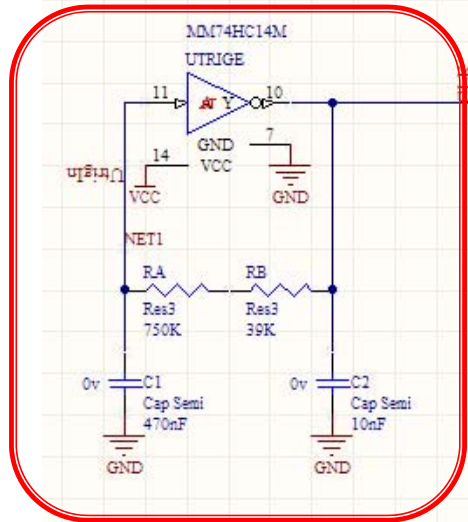 MM74HC14M
UTRIGE
11
A Y
10
GND
7
14
VCC
UtrigIn
VCC
GND
NET1
RA
RB
Res3
Res3
750K
39K
0v
C1
0v
C2
Cap Semi
Cap Semi
470nF
10nF
GND
GND